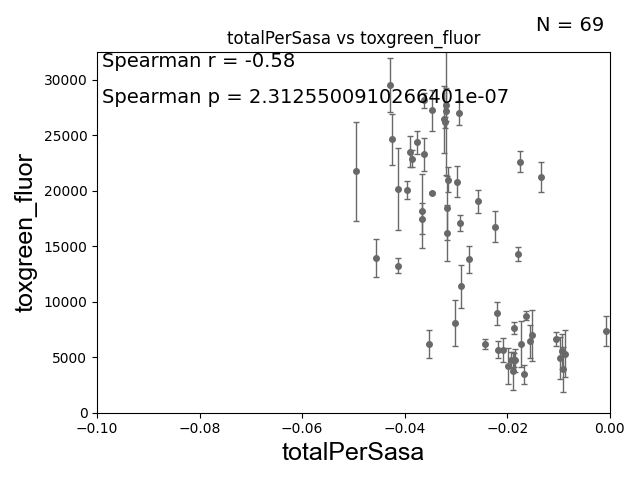 N = 69
totalPerSasa vs toxgreen_fluor
Spearman r = -0.58
Spearman p = 2.3125500910266401e-07
toxgreen_fluor
30000
25000
20000
15000
10000
5000
0
−0.10 −0.08 −0.06 −0.04 −0.02 0.00
totalPerSasa